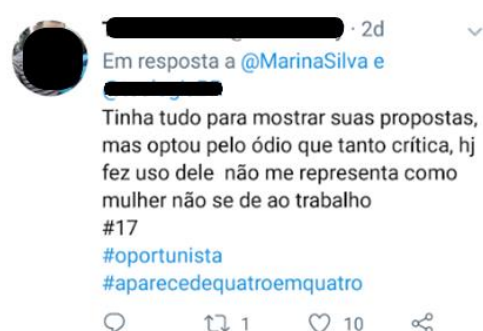 · 2d
Em resposta a @MarinaSilva e
Tinha tudo para mostrar suas propostas,
mas optou pelo ódio que tanto crítica, hj
fez uso dele não me representa como
mulher não se de ao trabalho
#17
#oportunista
#aparecedequatroemquatro
1 10